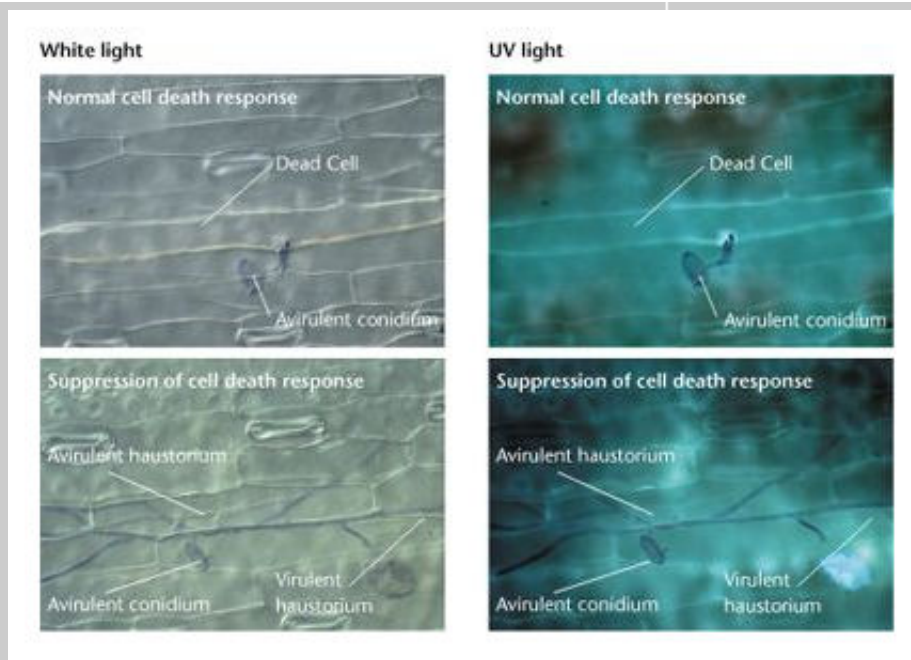 White light
UV light
Normal cell death response
Dead Cell
Avirulent conidium
Normal cell death response
Dead Cell
Avirulent conidium
Suppression of cell death response
Avirulent haustorium
Virulent
haustorium
Avirulent conidium
Suppression of cell death response
Avirulent haustorium
Virulent
haustorium
Avirulent conidium